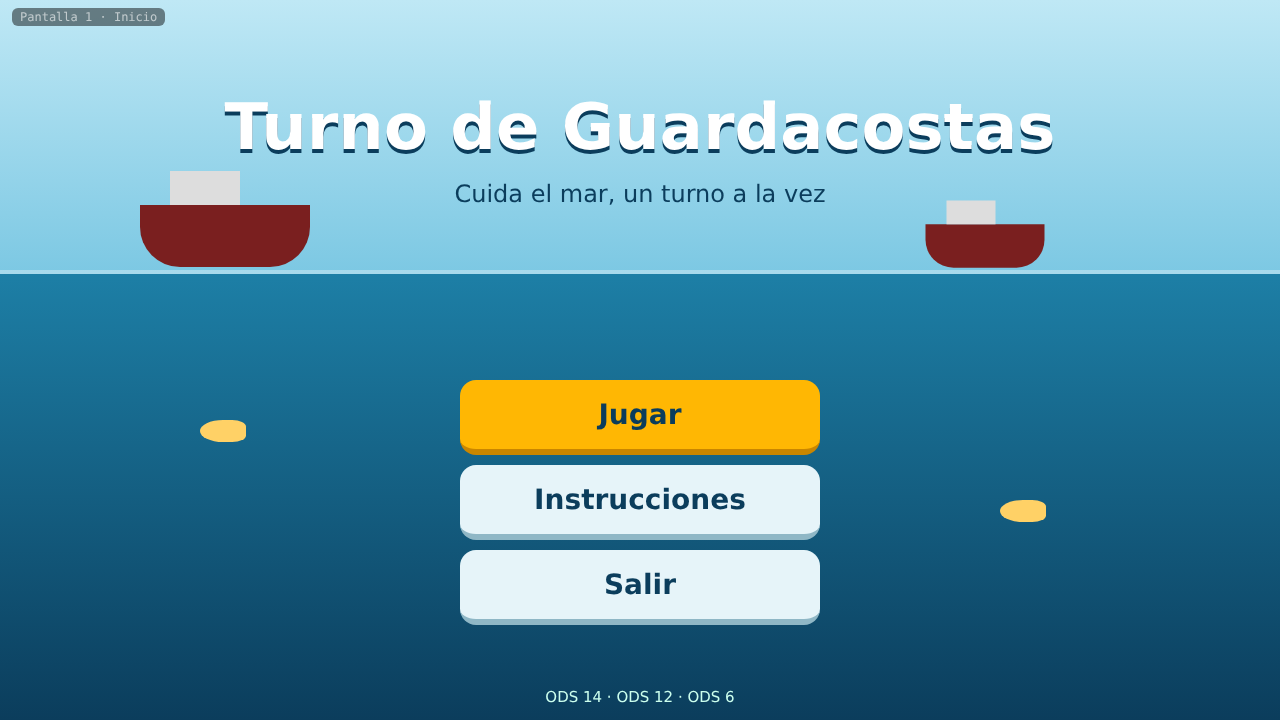 Pantalla 1 · Inicio
Turno de Guardacostas
Cuida el mar, un turno a la vez
Jugar
Instrucciones
Salir
ODS 14 · ODS 12 · ODS 6